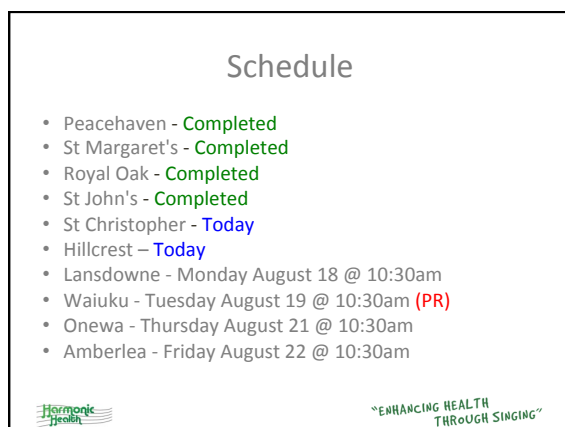 Schedule
• Peacehaven - Completed
• St Margaret's - Completed
• Royal Oak - Completed
• St John's - Completed
• St Christopher - Today
• Hillcrest – Today
• Lansdowne - Monday August 18 @ 10:30am
• Waiuku - Tuesday August 19 @ 10:30am (PR)
• Onewa - Thursday August 21 @ 10:30am
• Amberlea - Friday August 22 @ 10:30am
Harmonic
Health
"ENHANCING HEALTH
THROUGH SINGING"